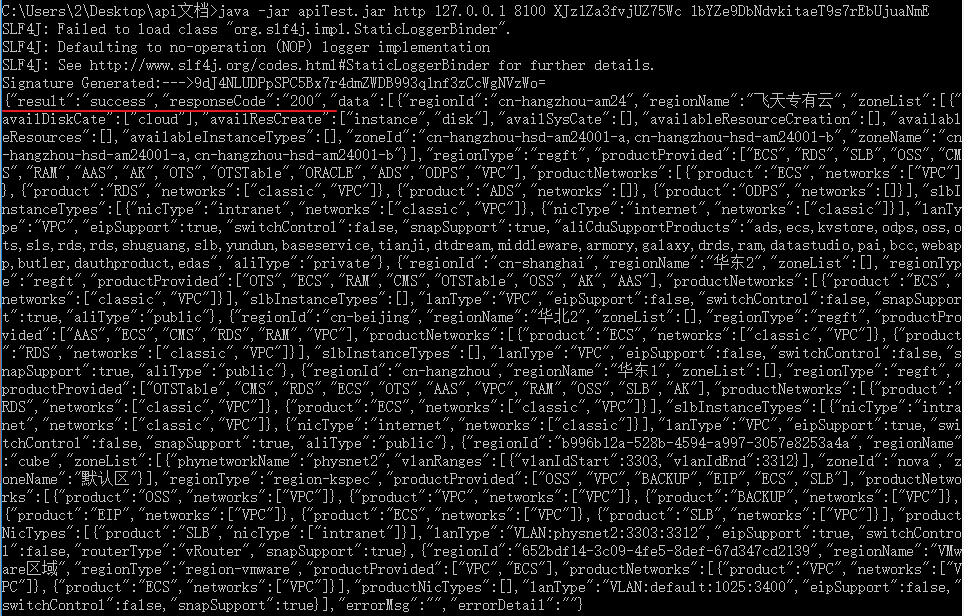 C:\Users\2\Desktop\api文档>java -jar apiTest.jar http 127.0.0.1 8100 XJzlZa3fvjUZ75Wc 1bYZe9DbNdvkitaeT9s7rEbUjuaNmE
SLF4J: Failed to load class "org.slf4j.impl.StaticLoggerBinder".
SLF4J: Defaulting to no-operation (NOP) logger implementation
SLF4J: See http://www.slf4j.org/codes.html#StaticLoggerBinder for further details.
Signature Generated:--->9dJ4NLUDPpSPC5Bx7r4dmZWDB993qlnf3zCcWgNVzWo=
{"result":"success","responseCode":"200","data":[{"regionId":"cn-hangzhou-am24","regionName":"飞天专有云","zoneList":[{"
availDiskCate":["cloud"],"availResCreate":["instance","disk"],"availSysCate":[],"availableResourceCreation":[],"availabl
eResources":[],"availableInstanceTypes":[],"zoneId":"cn-hangzhou-hsd-am24001-a,cn-hangzhou-hsd-am24001-b","zoneName":"cn
-hangzhou-hsd-am24001-a,cn-hangzhou-hsd-am24001-b"}],"regionType":"regft","productProvided":["ECS","RDS","SLB","OSS","CM
S","RAM","AAS","AK","OTS","OTSTable","ORACLE","ADS","ODPS","VPC"],"productNetworks":[{"product":"ECS","networks":["VPC"]
},{"product":"RDS","networks":["classic","VPC"]},{"product":"ADS","networks":[]},{"product":"ODPS","networks":[]}],"slbI
nstanceTypes":[{"nicType":"intranet","networks":["classic","VPC"]},{"nicType":"internet","networks":["classic"]}],"lanTy
pe":"VPC","eipSupport":true,"switchControl":false,"snapSupport":true,"aliCduSupportProducts":"ads,ecs,kvstore,odps,oss,o
ts,sls,rds,rds,shuguang,slb,yundun,baseservice,tianji,dtdream,middleware,armory,galaxy,drds,ram,datastudio,pai,bcc,webap
p,butler,dauthproduct,edas","aliType":"private"},{"regionId":"cn-shanghai","regionName":"华东2","zoneList":[],"regionTyp
e":"regft","productProvided":["OTS","ECS","RAM","CMS","OTSTable","OSS","AK","AAS"],"productNetworks":[{"product":"ECS","
networks":["classic","VPC"]}],"slbInstanceTypes":[],"lanType":"VPC","eipSupport":false,"switchControl":false,"snapSuppor
t":true,"aliType":"public"},{"regionId":"cn-beijing","regionName":"华北2","zoneList":[],"regionType":"regft","productPro
vided":["AAS","ECS","CMS","RDS","RAM","VPC"],"productNetworks":[{"product":"ECS","networks":["classic","VPC"]},{"product
":"RDS","networks":["classic","VPC"]}],"slbInstanceTypes":[],"lanType":"VPC","eipSupport":false,"switchControl":false,"s
napSupport":true,"aliType":"public"},{"regionId":"cn-hangzhou","regionName":"华东1","zoneList":[],"regionType":"regft","
productProvided":["OTSTable","CMS","RDS","ECS","OTS","AAS","VPC","RAM","OSS","SLB","AK"],"productNetworks":[{"product":"
RDS","networks":["classic","VPC"]},{"product":"ECS","networks":["classic","VPC"]}],"slbInstanceTypes":[{"nicType":"intra
net","networks":["classic","VPC"]},{"nicType":"internet","networks":["classic"]}],"lanType":"VPC","eipSupport":true,"swi
tchControl":false,"snapSupport":true,"aliType":"public"},{"regionId":"b996b12a-528b-4594-a997-3057e8253a4a","regionName"
:"cube","zoneList":[{"phynetworkName":"physnet2","vlanRanges":[{"vlanIdStart":3303,"vlanIdEnd":3312}],"zoneId":"nova","z
oneName":"默认区"}],"regionType":"region-kspec","productProvided":["OSS","VPC","BACKUP","EIP","ECS","SLB"],"productNetwo
rks":[{"product":"OSS","networks":["VPC"]},{"product":"VPC","networks":["VPC"]},{"product":"BACKUP","networks":["VPC"]},
{"product":"EIP","networks":["VPC"]},{"product":"ECS","networks":["VPC"]},{"product":"SLB","networks":["VPC"]}],"product
NicTypes":[{"product":"SLB","nicType":["intranet"]}],"lanType":"VLAN:physnet2:3303:3312","eipSupport":true,"switchContro
l":false,"routerType":"vRouter","snapSupport":true},{"regionId":"652bdf14-3c09-4fe5-8def-67d347cd2139","regionName":"VMw
are区域","regionType":"region-vmware","productProvided":["VPC","ECS"],"productNetworks":[{"product":"VPC","networks":["V
PC"]},{"product":"ECS","networks":["VPC"]}],"productNicTypes":[],"lanType":"VLAN:default:1025:3400","eipSupport":false,"
switchControl":false,"snapSupport":true}],"errorMsg":"","errorDetail":""}